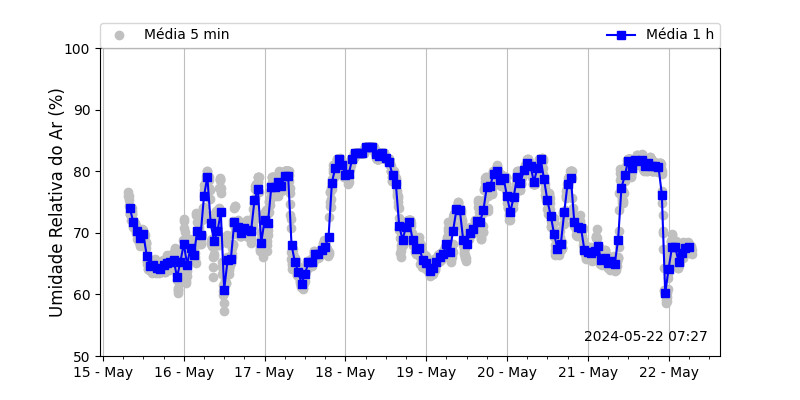 Média 5 min
Média 1 h
Umidade Relativa do Ar (%)
100
90
80
70
60
50
2024-05-22 07:27
15 - May
16 - May
17 - May
18 - May
19 - May
20 - May
21 - May
22 - May